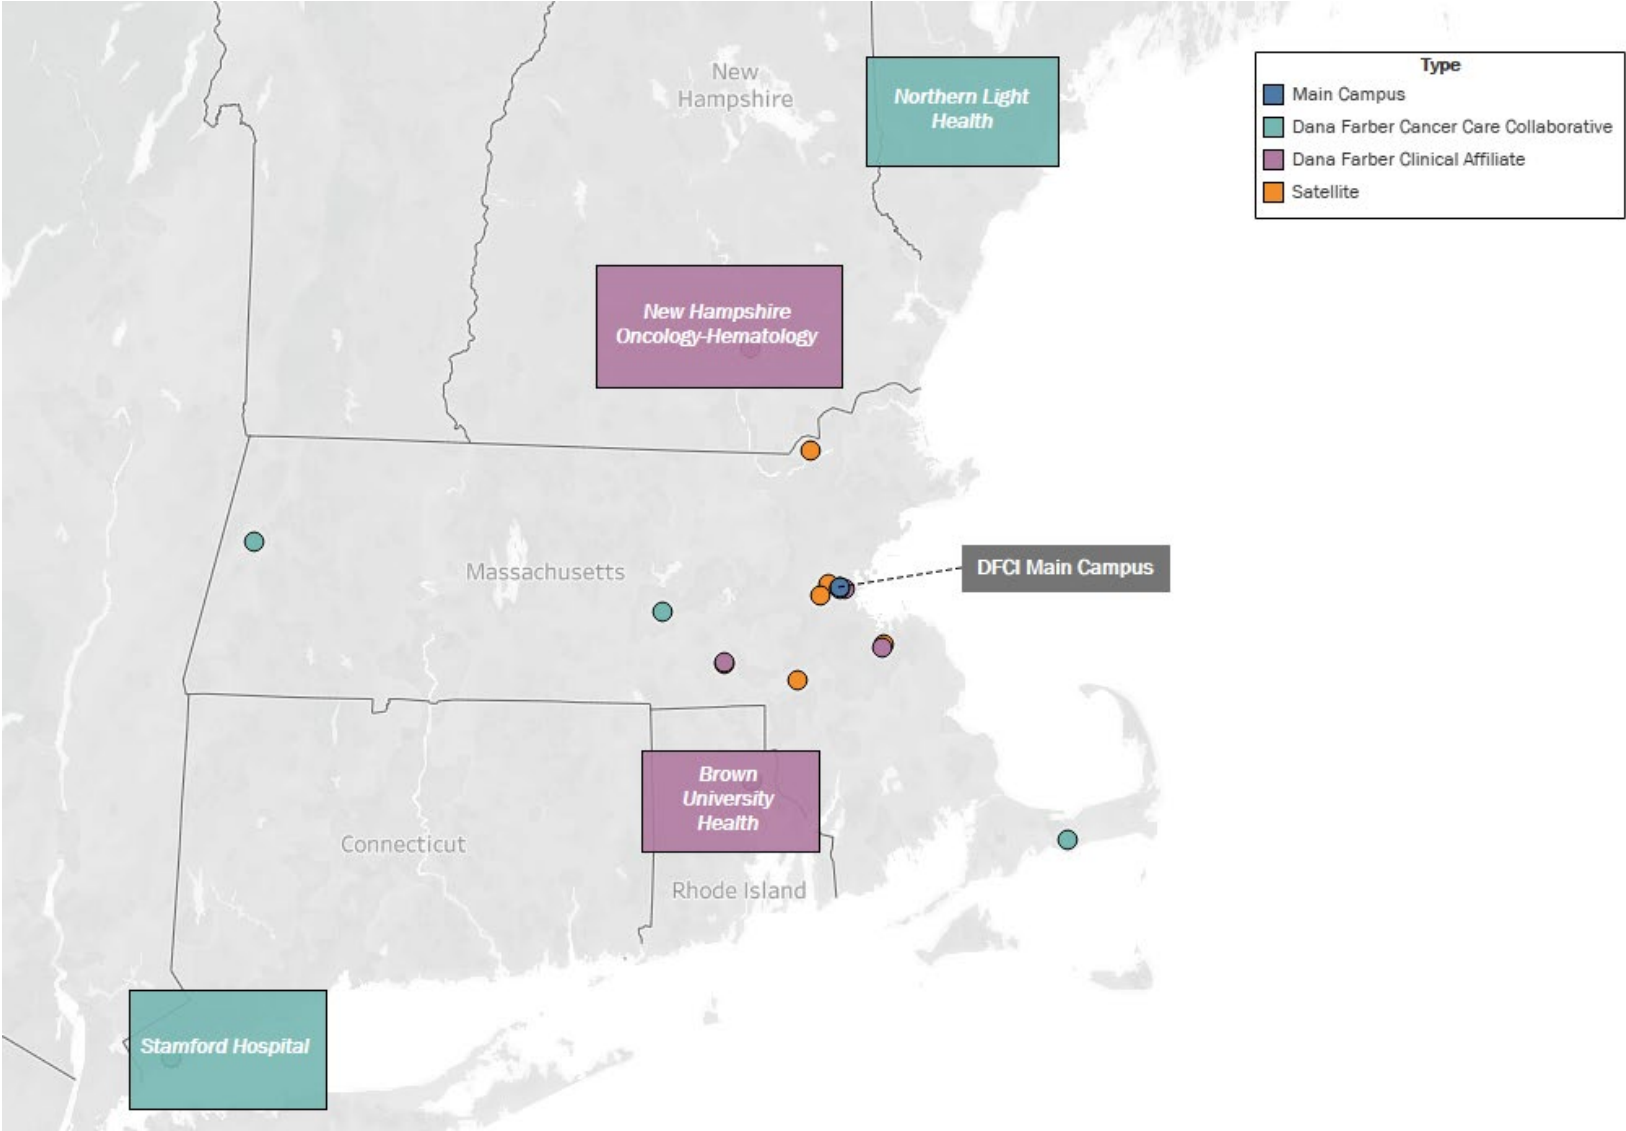 New
Hampshire
Northern Light
Health
Type
Main Campus
Dana Farber Cancer Care Collaborative
Dana Farber Clinical Affiliate
Satellite
New Hampshire
Oncology-Hematology
Massachusetts
DFCI Main Campus
Brown
University
Health
Connecticut
Rhode Island
Stamford Hospital